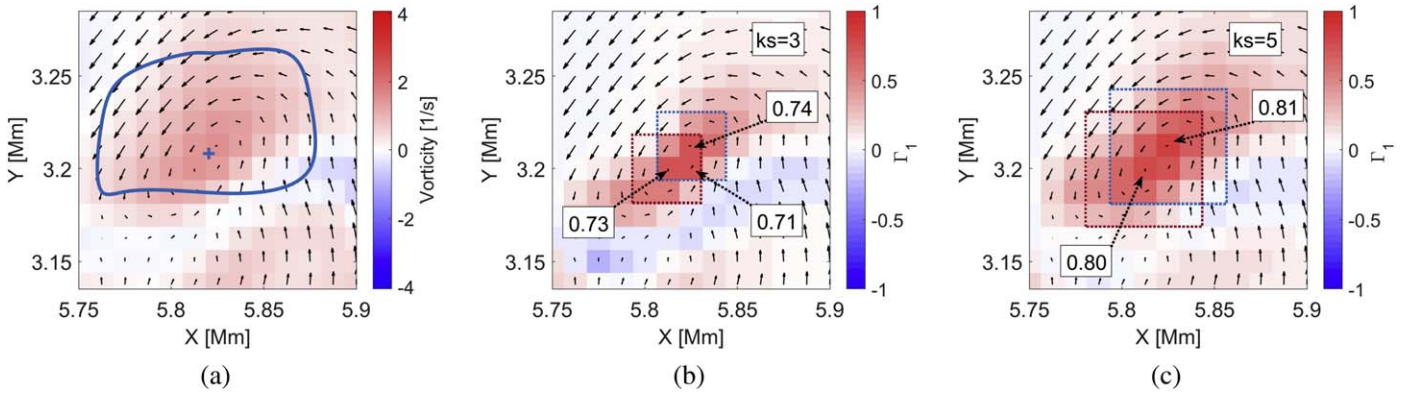 4
2
0
-2
-4
Vorticity [1/s]
3.25
3.2
3.15
Y [Mm]
5.75 5.8 5.85 5.9
X [Mm]
(a)
ks=3
0.74
0.73
0.71
1
0.5
0
-0.5
-1
Γ1
3.25
3.2
3.15
Y [Mm]
5.75 5.8 5.85 5.9
X [Mm]
(b)
ks=5
0.81
0.80
1
0.5
0
-0.5
-1
Γ1
3.25
3.2
3.15
Y [Mm]
5.75 5.8 5.85 5.9
X [Mm]
(c)